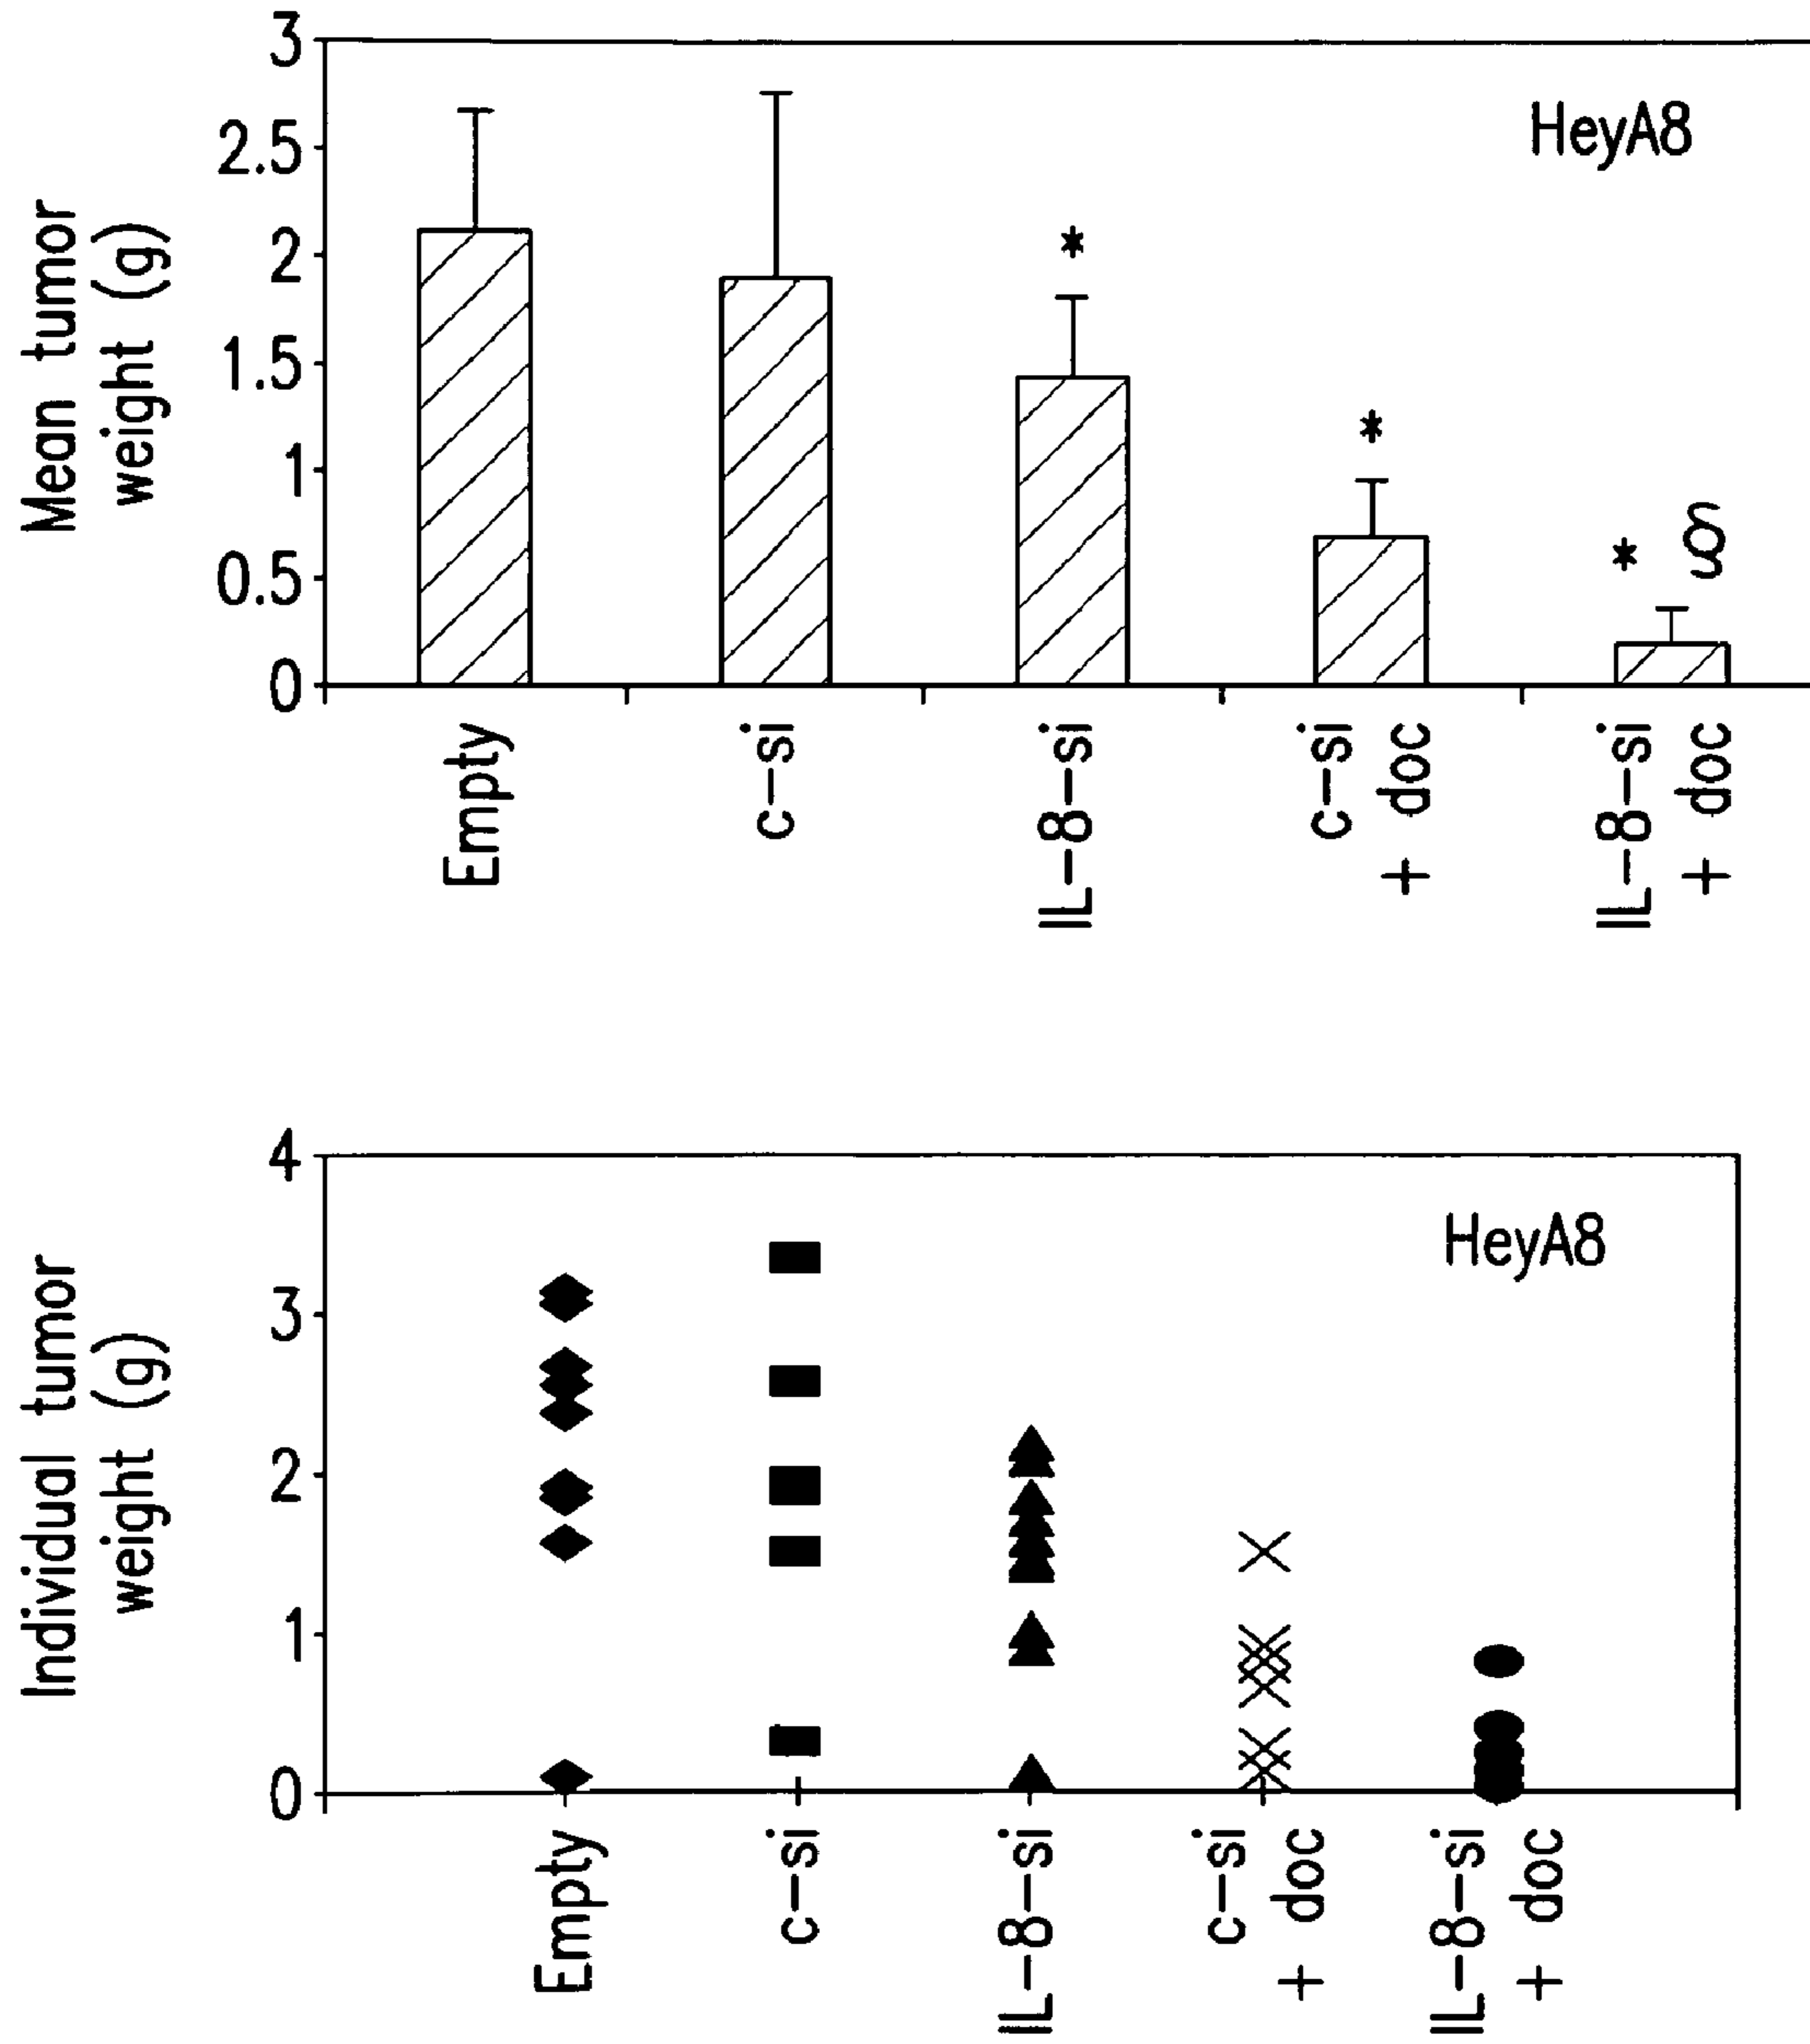 Mean tumor
weight (g)
3
2.5
2
1.5
1
0.5
0
HeyA8
*
*
* §
Empty
c-si
IL-8-si
c-si
+ doc
IL-8-si
+ doc
Individual tumor
weight (g)
4
3
2
1
0
HeyA8
Empty
c-si
IL-8-si
c-si
+ doc
IL-8-si
+ doc